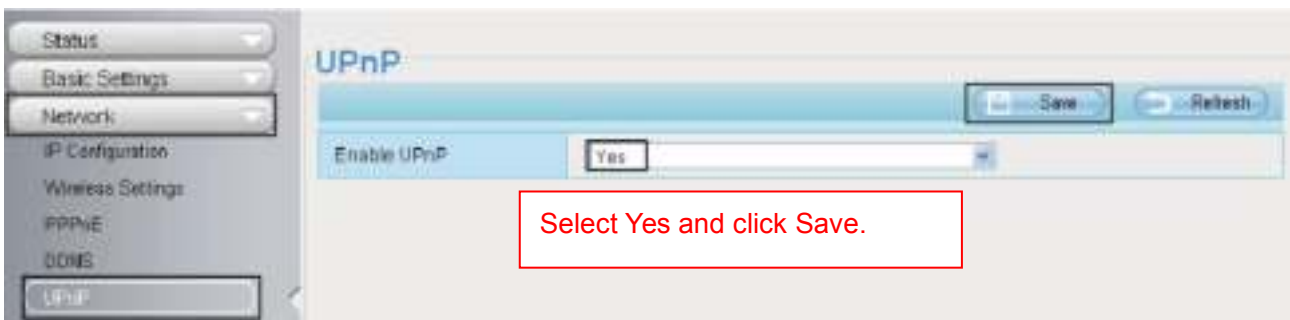 Status
Basic Settings
Network
IP Configuration
Wireless Settings
PPPoE
DDNS
UPnP
UPnP
Save Refresh
Enable UPnP Yes
Select Yes and click Save.